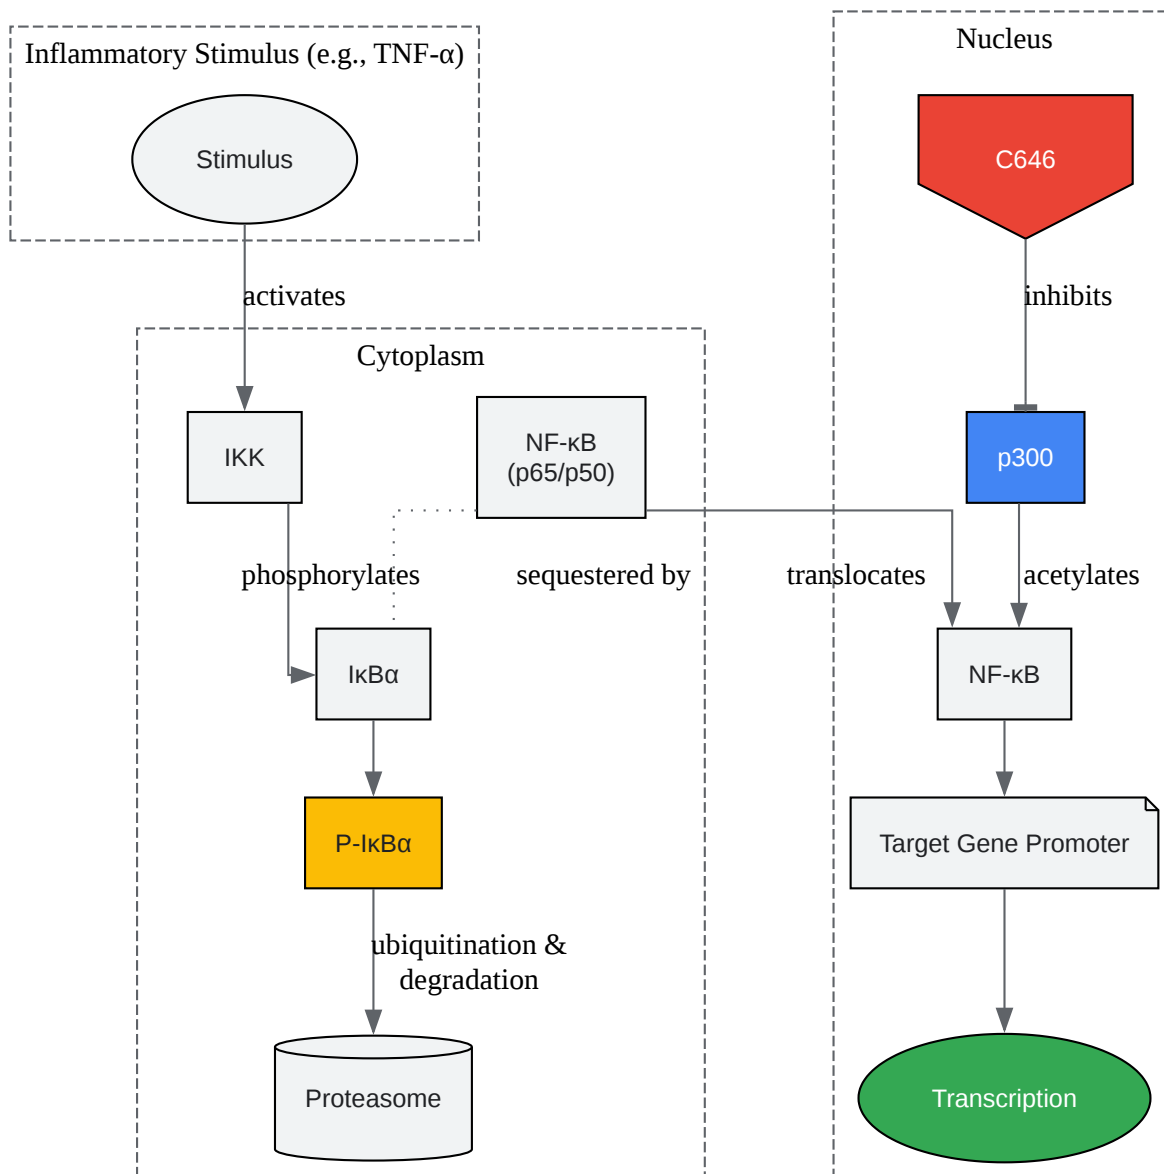 Inflammatory Stimulus (e.g., TNF-α)
Nucleus
Stimulus
C646
activates
inhibits
Cytoplasm
IKK
NF-κB
(p65/p50)
p300
phosphorylates
sequestered by
translocates
acetylates
IκBα
NF-κB
P-IκBα
Target Gene Promoter
ubiquitination &
degradation
Proteasome
Transcription